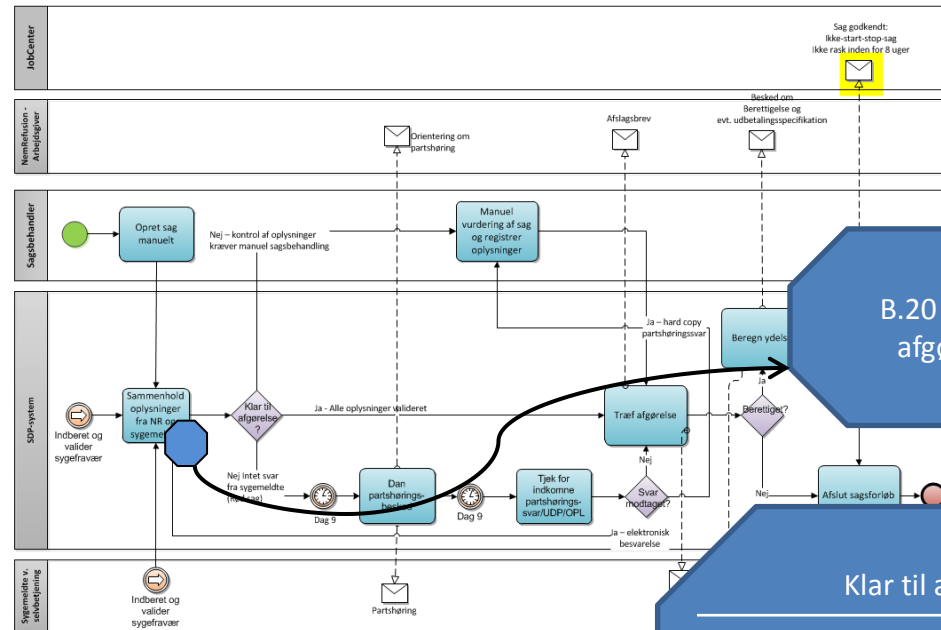 JobCenter
Sag godkendt:
Ikke-start-stop-sag
Ikke rask inden for 8 uger
NemRefusion -
Arbejdsgiver
Orientering om
partshøring
Afslagsbrev
Besked om
Berettigelse og
evt. udbetalingsspecifikation
Sagsbehandler
Opret sag
manuelt
Nej – kontrol af oplysninger
kræver manuel sagsbehandling
Manuel
vurdering af sag
og registrer
oplysninger
SDP-system
Indberet og
valider
sygefravær
Sammenhold
oplysninger
fra NR og
Klar til
afgørelse
?
Ja - Alle oplysninger valideret
Nej intet svar
fra sygemeldte
Dag 9
Dan
partshørings-
Dag 9
Tjek for
indkomne
partshørings-
svar/UDP/OPL
Svar
modtaget?
Nej
Ja – elektronisk
besvarelse
Ja – hard copy
partshøringssvar
Træf afgørelse
Beregn
Ja
Berettiget?
Nej
Afslut sagsforløb
B.20
Sygemeldte v.
selvbetjening
Indberet og
valider
sygefravær
Partshøring
Klar til